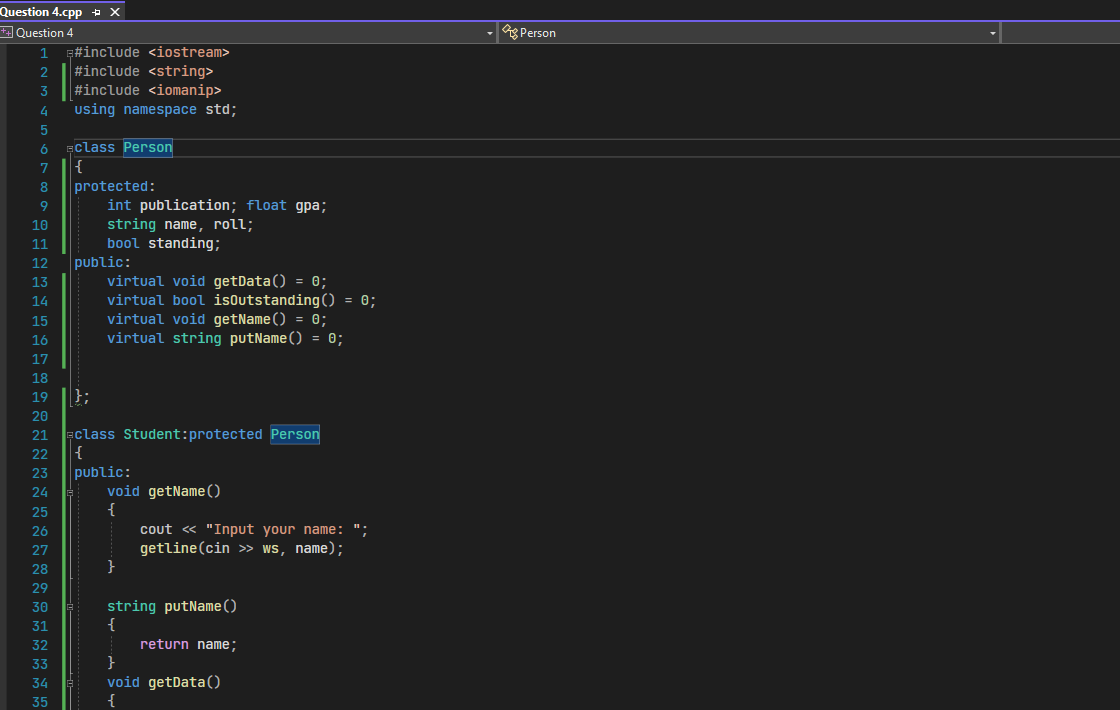 Question 4.cpp
Question 4 Person
1 #include <iostream>
2 #include <string>
3 #include <iomanip>
4 using namespace std;
5
6 class Person
7 {
8 protected:
9 int publication; float gpa;
10 string name, roll;
11 bool standing;
12 public:
13 virtual void getData() = 0;
14 virtual bool isOutstanding() = 0;
15 virtual void getName() = 0;
16 virtual string putName() = 0;
17
18
19 };
20
21 class Student:protected Person
22 {
23 public:
24 void getName()
25 {
26 cout << "Input your name: ";
27 getline(cin >> ws, name);
28 }
29
30 string putName()
31 {
32 return name;
33 }
34 void getData()
35 {